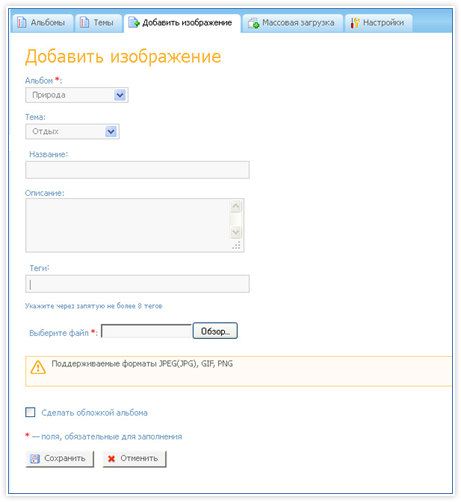 Альбомы Темы Добавить изображение Массовая загрузка Настройки
Добавить изображение
Альбом *:
Природа
Тема:
Отдых
Название:
Описание:
Теги:
Укажите через запятую не более 8 тегов
Выберите файл *: Обзор...
Поддерживаемые форматы JPEG(JPG), GIF, PNG
Сделать обложкой альбома
* — поля, обязательные для заполнения
Сохранить Отменить